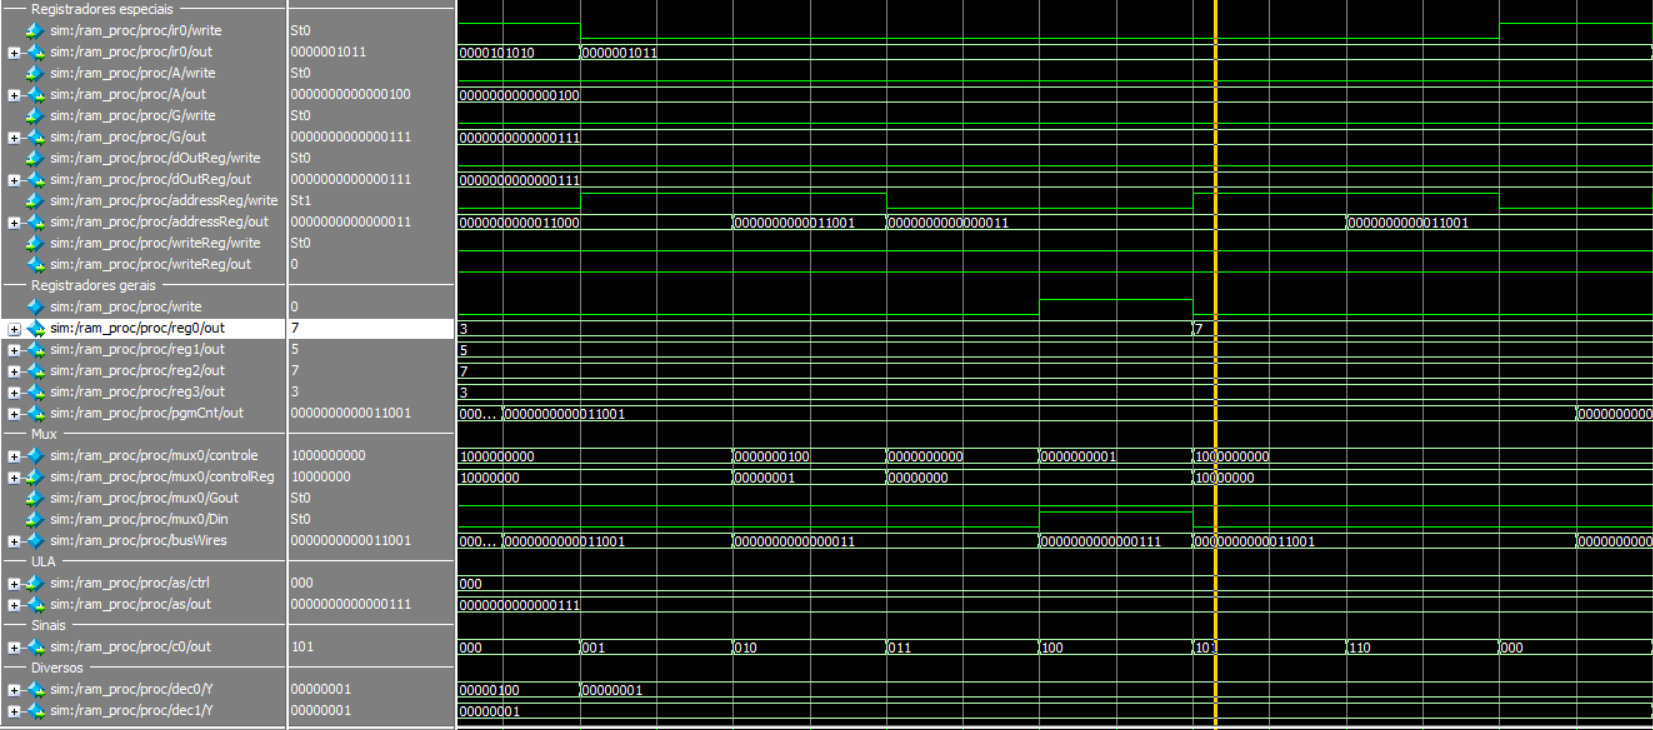 Registradores especiais
sim:/ram_proc/proc/ir0/write St0
sim:/ram_proc/proc/ir0/out 0000001011 0000101010 0000001011
sim:/ram_proc/proc/A/write St0
sim:/ram_proc/proc/A/out 0000000000000100 0000000000000100
sim:/ram_proc/proc/G/write St0
sim:/ram_proc/proc/G/out 0000000000000111 0000000000000111
sim:/ram_proc/proc/dOutReg/write St0
sim:/ram_proc/proc/dOutReg/out 0000000000000111 0000000000000111
sim:/ram_proc/proc/addressReg/write St1
sim:/ram_proc/proc/addressReg/out 0000000000000011 0000000000011000 0000000000011001 0000000000000011 0000000000011001
sim:/ram_proc/proc/writeReg/write St0
sim:/ram_proc/proc/writeReg/out 0
Registradores gerais
sim:/ram_proc/proc/write 0
sim:/ram_proc/proc/reg0/out 7 3 7
sim:/ram_proc/proc/reg1/out 5 5
sim:/ram_proc/proc/reg2/out 7 7
sim:/ram_proc/proc/reg3/out 3 3
sim:/ram_proc/proc/pgmCnt/out 0000000000011001 000... 0000000000011001 0000000000
Mux
sim:/ram_proc/proc/mux0/controle 1000000000 1000000000 0000000100 0000000000 0000000001 1000000000
sim:/ram_proc/proc/mux0/controlReg 10000000 10000000 00000001 00000000 10000000
sim:/ram_proc/proc/mux0/Gout St0
sim:/ram_proc/proc/mux0/Din St0
sim:/ram_proc/proc/busWires 0000000000011001 000... 0000000000011001 0000000000000011 0000000000000111 0000000000011001 0000000000
ULA
sim:/ram_proc/proc/as/ctrl 000 000
sim:/ram_proc/proc/as/out 0000000000000111 0000000000000111
Sinais
sim:/ram_proc/proc/c0/out 101 000 001 010 011 100 101 110 000
Diversos
sim:/ram_proc/proc/dec0/Y 00000001 00000100 00000001
sim:/ram_proc/proc/dec1/Y 00000001 00000001